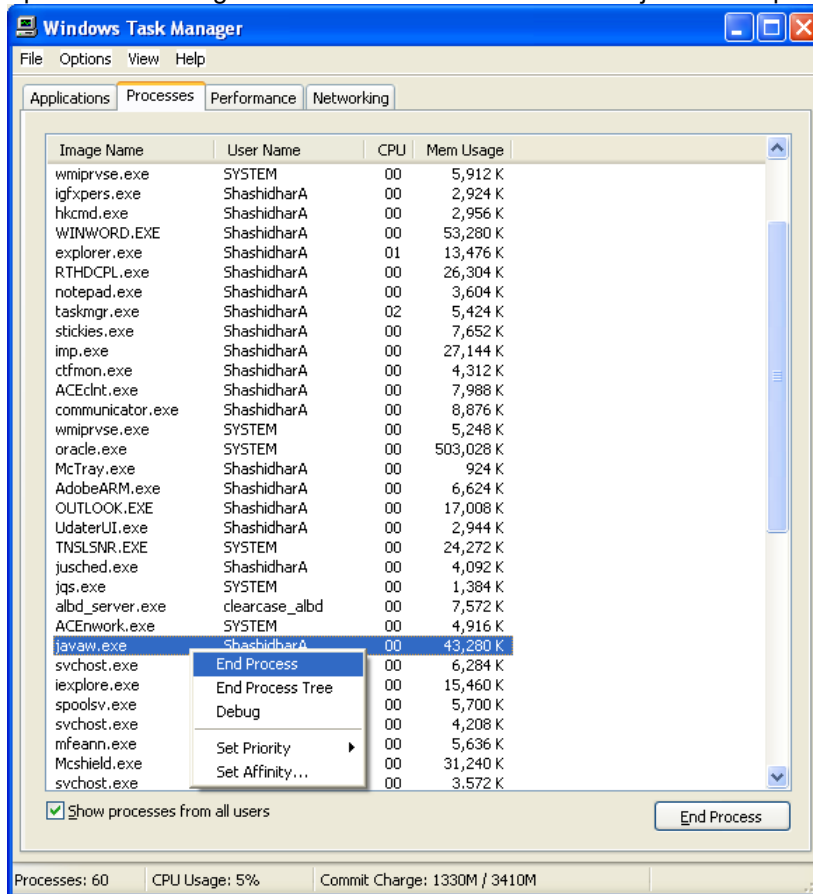 Windows Task Manager
File Options View Help
Applications Processes Performance Networking
Image Name User Name CPU Mem Usage
wmiprvse.exe SYSTEM 00 5,912 K
igfxpers.exe ShashidharA 00 2,924 K
hkcmd.exe ShashidharA 00 2,956 K
WINWORD.EXE ShashidharA 00 53,280 K
explorer.exe ShashidharA 01 13,476 K
RTHDCPL.exe ShashidharA 00 26,304 K
notepad.exe ShashidharA 00 3,604 K
taskmgr.exe ShashidharA 02 5,424 K
stickies.exe ShashidharA 00 7,652 K
imp.exe ShashidharA 00 27,144 K
ctfmon.exe ShashidharA 00 4,312 K
ACEclnt.exe ShashidharA 00 7,988 K
communicator.exe ShashidharA 00 8,876 K
wmiprvse.exe SYSTEM 00 5,248 K
oracle.exe SYSTEM 00 503,028 K
McTray.exe ShashidharA 00 924 K
AdobeARM.exe ShashidharA 00 6,624 K
OUTLOOK.EXE ShashidharA 00 17,008 K
UdaterUI.exe ShashidharA 00 2,944 K
TNSLSNR.EXE SYSTEM 00 24,272 K
jusched.exe ShashidharA 00 4,092 K
jqs.exe SYSTEM 00 1,384 K
albd_server.exe clearcase_albd 00 7,572 K
ACEnwork.exe SYSTEM 00 4,916 K
javaw.exe ShashidharA 00 43,280 K
svchost.exe 00 6,284 K
iexplore.exe 00 15,460 K
spoolsv.exe 00 5,700 K
svchost.exe 00 4,208 K
mfeann.exe 00 5,636 K
Mcshield.exe 00 31,240 K
svchost.exe 00 3,572 K
End Process
End Process Tree
Debug
Set Priority
Set Affinity...
Show processes from all users
End Process
Processes: 60 CPU Usage: 5% Commit Charge: 1330M / 3410M